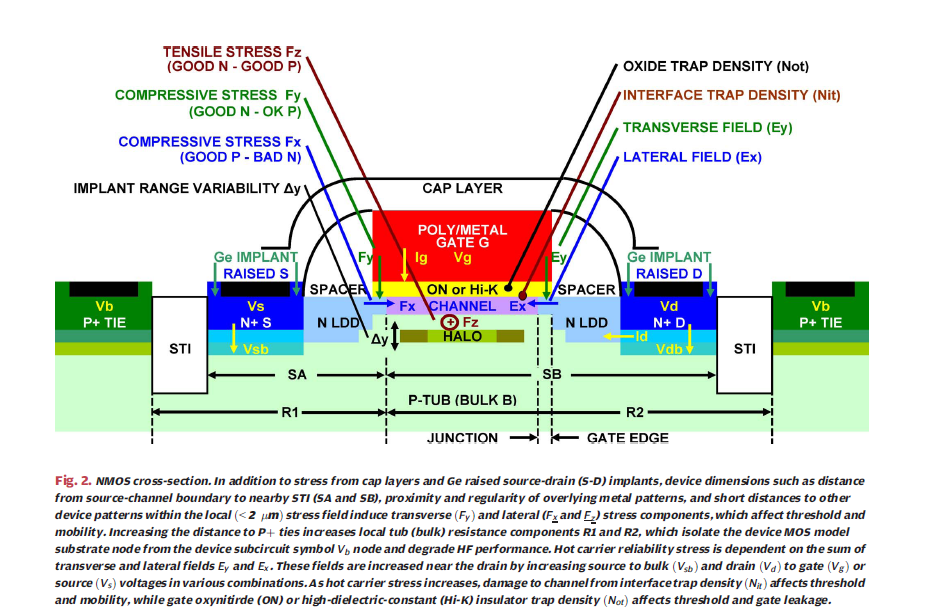 TENSILE STRESS Fz
(GOOD N - GOOD P)
COMPRESSIVE STRESS Fy
(GOOD N - OK P)
COMPRESSIVE STRESS Fx
(GOOD P - BAD N)
IMPLANT RANGE VARIABILITY Δy
OXIDE TRAP DENSITY (Not)
INTERFACE TRAP DENSITY (Nit)
TRANSVERSE FIELD (Ey)
LATERAL FIELD (Ex)
CAP LAYER
POLY/METAL
GATE G
Ig Vg
Fy
Ey
Ge IMPLANT
RAISED S
Ge IMPLANT
RAISED D
SPACER
ON or Hi-K
SPACER
Vb
P+ TIE
Vs
N+ S
Vsb
N LDD
Fx CHANNEL Ex
+ Fz
HALO
Δy
N LDD
Id
Vd
N+ D
Vdb
Vb
P+ TIE
STI
STI
SA
SB
P-TUB (BULK B)
R1
R2
JUNCTION
GATE EDGE
Fig. 2. NMOS cross-section. In addition to stress from cap layers and Ge raised source-drain (S-D) implants, device dimensions such as distance
from source-channel boundary to nearby STI (SA and SB), proximity and regularity of overlying metal patterns, and short distances to other
device patterns within the local (<2 μm) stress field induce transverse (Fy) and lateral (Fx and Fz) stress components, which affect threshold and
mobility. Increasing the distance to P+ ties increases local tub (bulk) resistance components R1 and R2, which isolate the device MOS model
substrate node from the device subcircuit symbol Vb node and degrade HF performance. Hot carrier reliability stress is dependent on the sum of
transverse and lateral fields Ey and Ex. These fields are increased near the drain by increasing source to bulk (Vsb) and drain (Vd) to gate (Vg) or
source (Vs) voltages in various combinations. As hot carrier stress increases, damage to channel from interface trap density (Nit) affects threshold
and mobility, while gate oxynitirde (ON) or high-dielectric-constant (Hi-K) insulator trap density (Not) affects threshold and gate leakage.